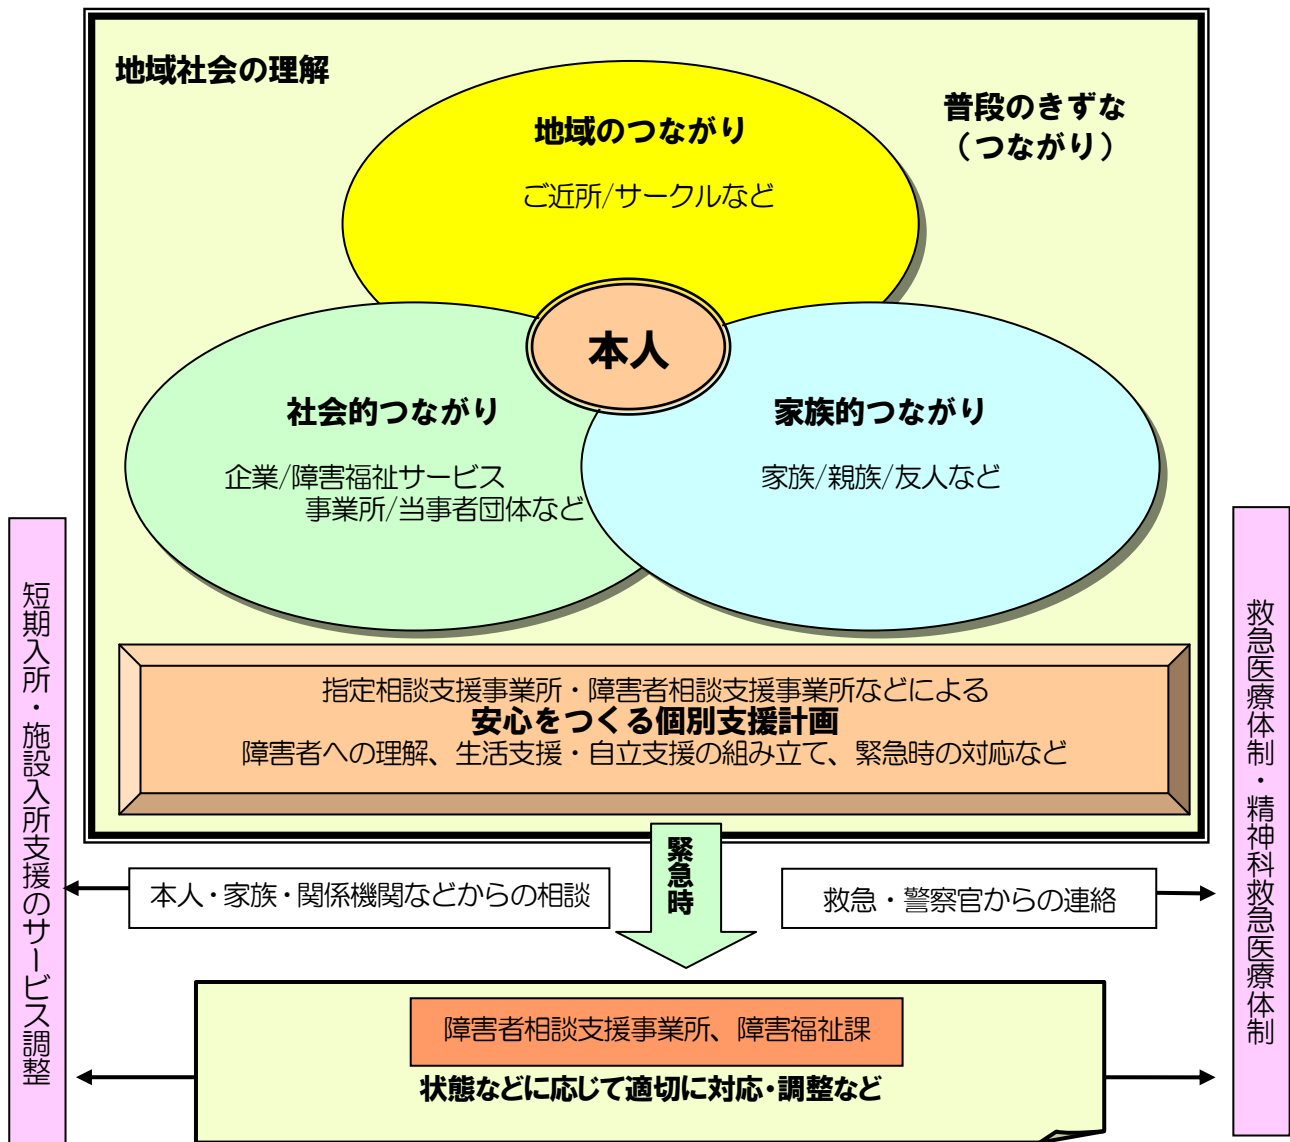 地域社会の理解
普段のきずな
（つながり）
地域のつながり
ご近所/サークルなど
本人
社会的つながり
企業/障害福祉サービス
事業所/当事者団体など
家族的つながり
家族/親族/友人など
指定相談支援事業所・障害者相談支援事業所などによる
安心をつくる個別支援計画
障害者への理解、生活支援・自立支援の組み立て、緊急時の対応など
短期入所・施設入所支援のサービス調整
緊急時
本人・家族・関係機関などからの相談
救急・警察官からの連絡
救急医療体制・精神科救急医療体制
障害者相談支援事業所、障害福祉課
状態などに応じて適切に対応・調整など